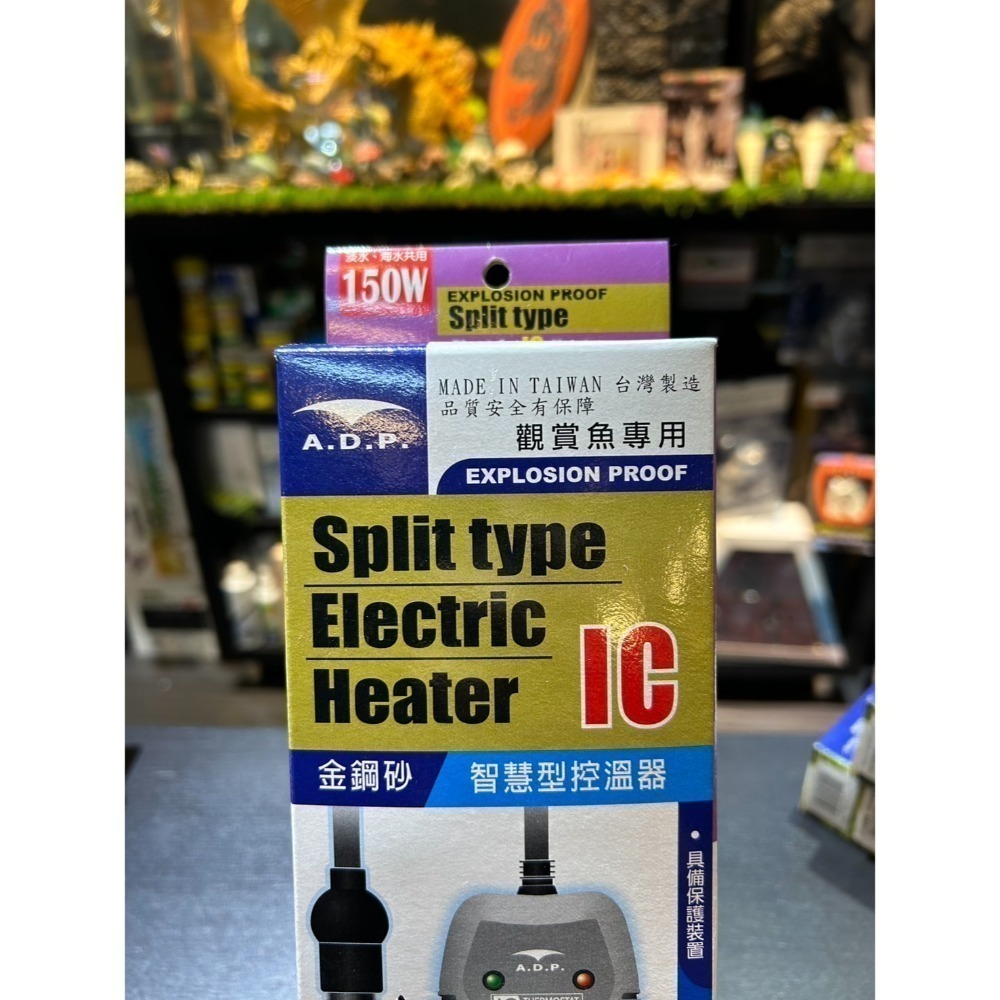 淡水、海水共用
150W
EXPLOSION PROOF
Split type
A.D.P.
MADE IN TAIWAN 台灣製造
品質安全有保障
觀賞魚專用
EXPLOSION PROOF
Split type
Electric
Heater
IC
金鋼砂 智慧型控溫器
• 具備保護裝置
A.D.P.
THERMOSTAT